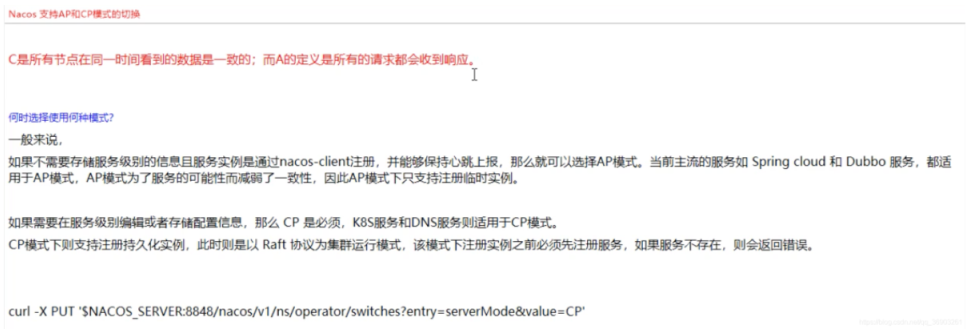 Nacos 支持AP和CP模式的切换
C是所有节点在同一时间看到的数据是一致的；而A的定义是所有的请求都会收到响应。
何时选择使用何种模式？
一般来说，
如果不需要存储服务级别的信息且服务实例是通过nacos-client注册，并能够保持心跳上报，那么就可以选择AP模式。当前主流的服务如 Spring cloud 和 Dubbo 服务，都适
用于AP模式，AP模式为了服务的可能性而减弱了一致性，因此AP模式下只支持注册临时实例。
如果需要在服务级别编辑或者存储配置信息，那么 CP 是必须，K8S服务和DNS服务则适用于CP模式。
CP模式下则支持注册持久化实例，此时则是以 Raft 协议为集群运行模式，该模式下注册实例之前必须先注册服务，如果服务不存在，则会返回错误。
curl -X PUT '$NACOS_SERVER:8848/nacos/v1/ns/operator/switches?entry=serverMode&value=CP'